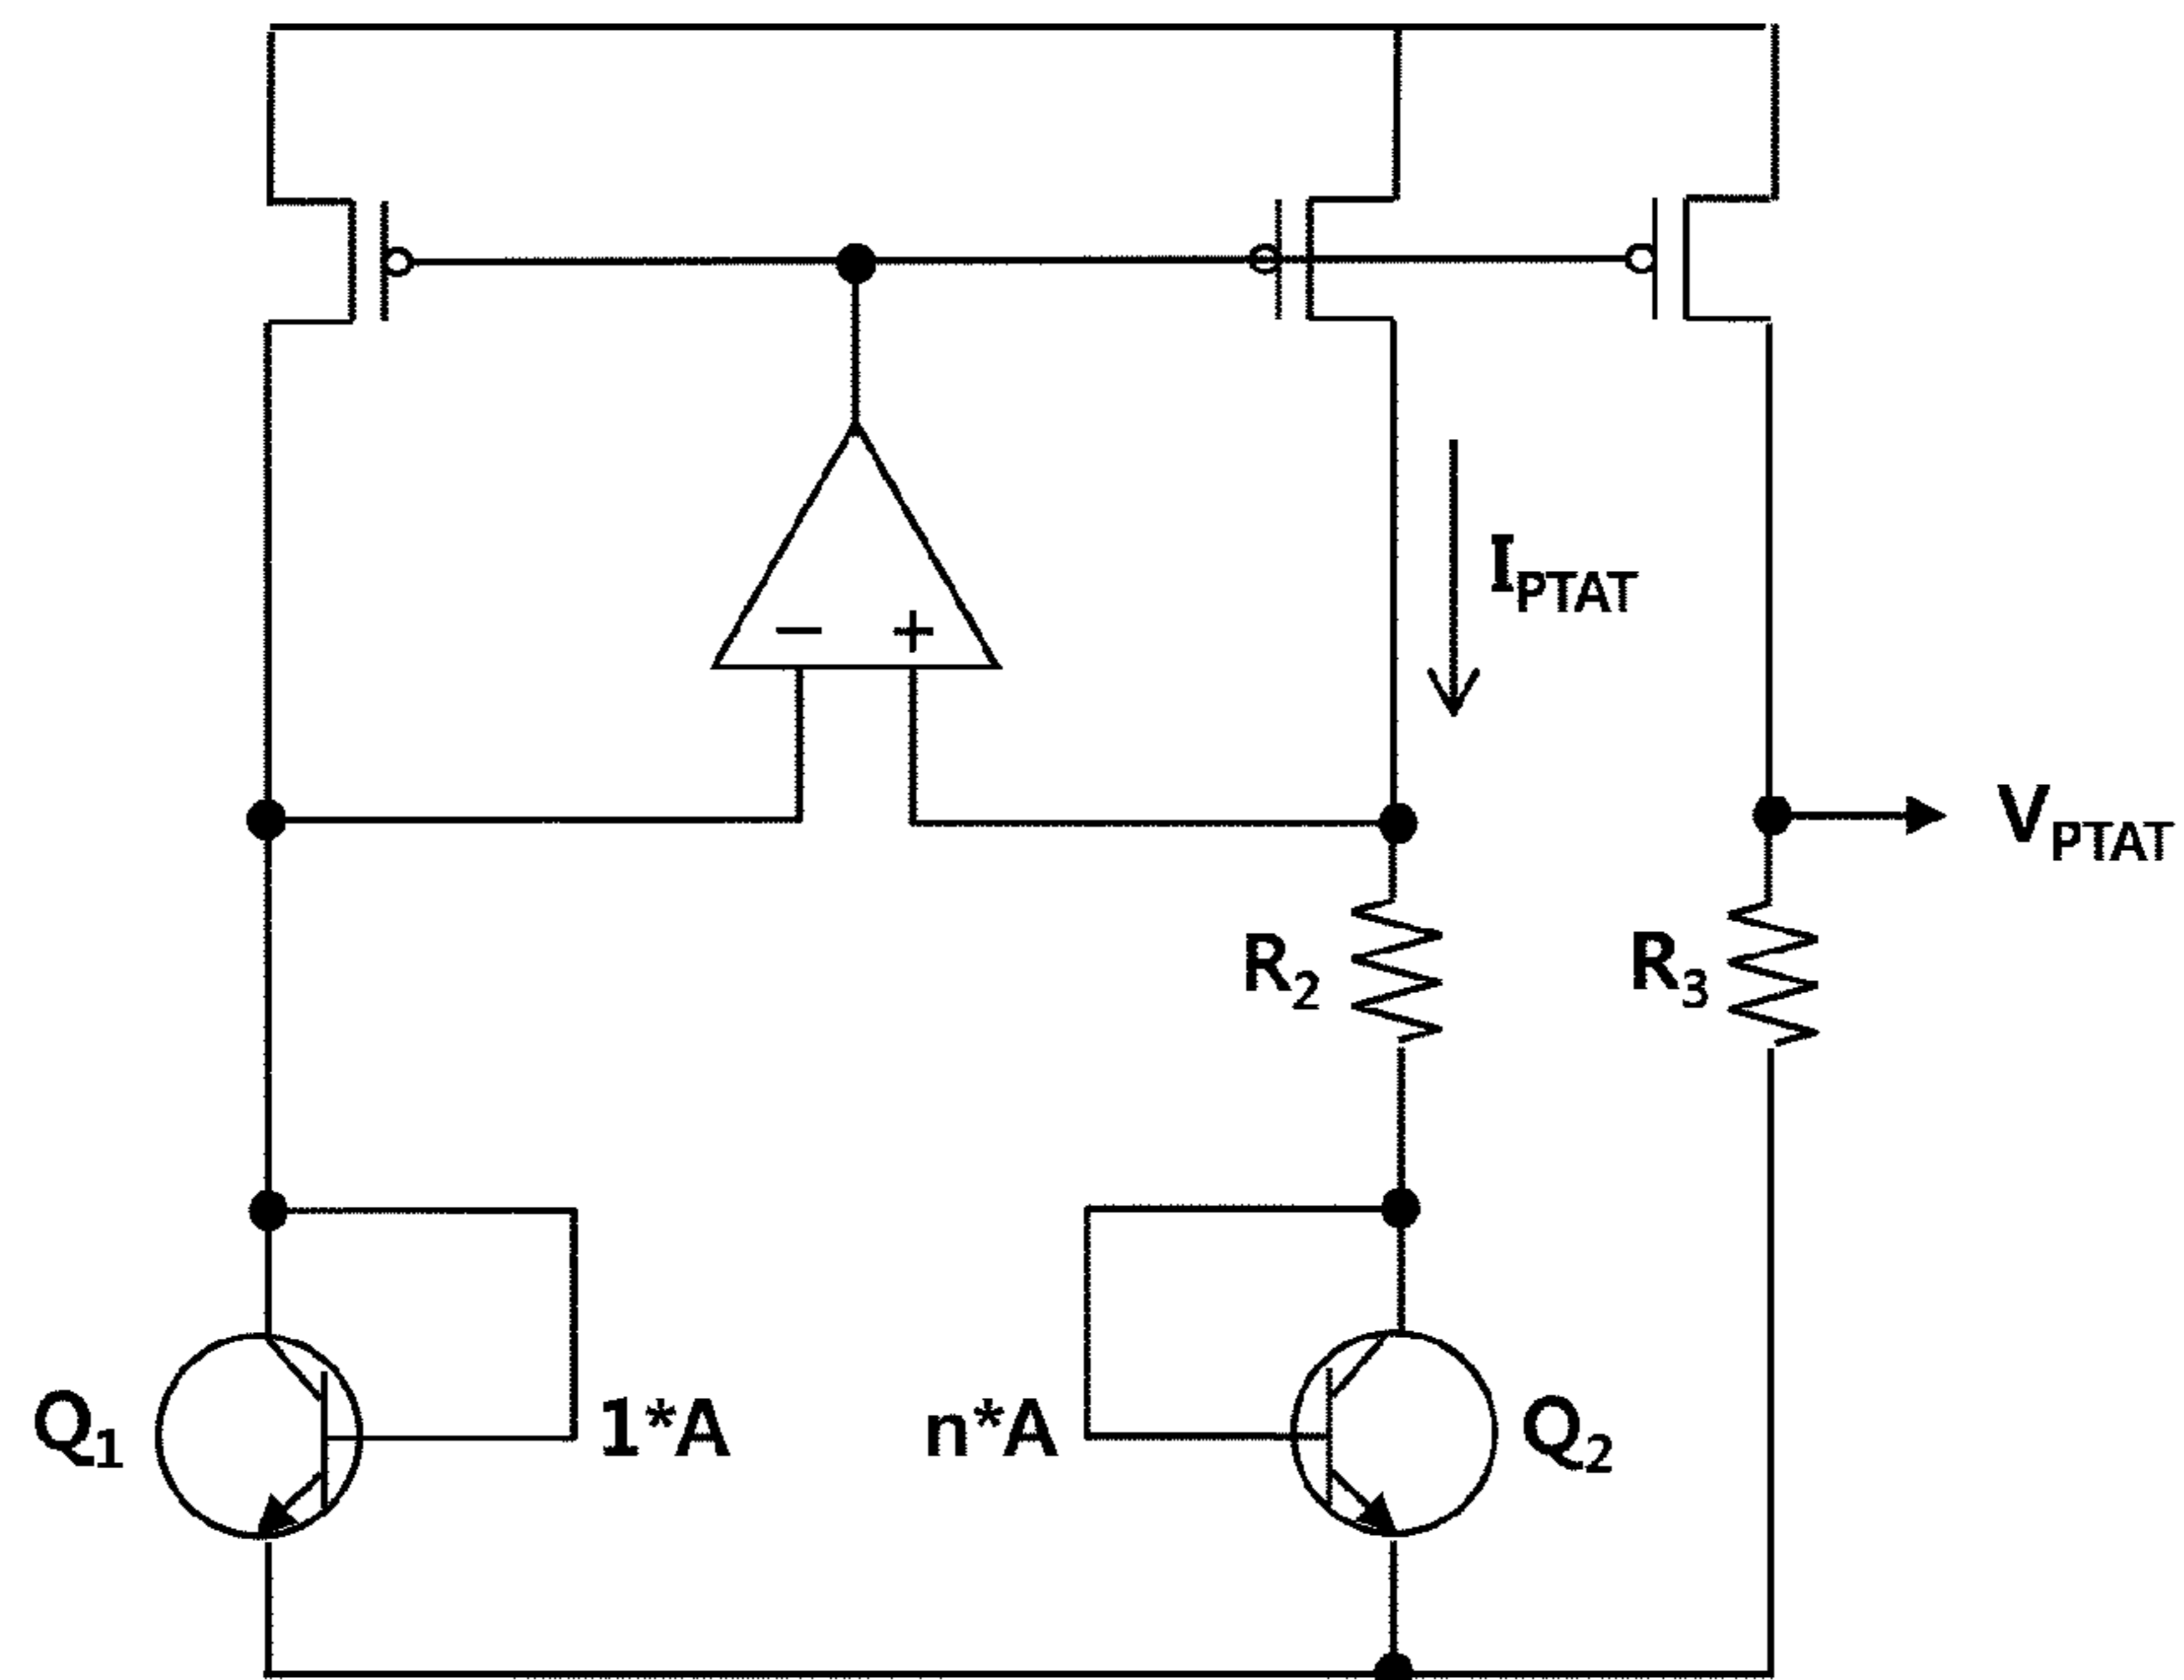 − +
I_PTAT
V_PTAT
R_2
R_3
Q_1
1*A
n*A
Q_2